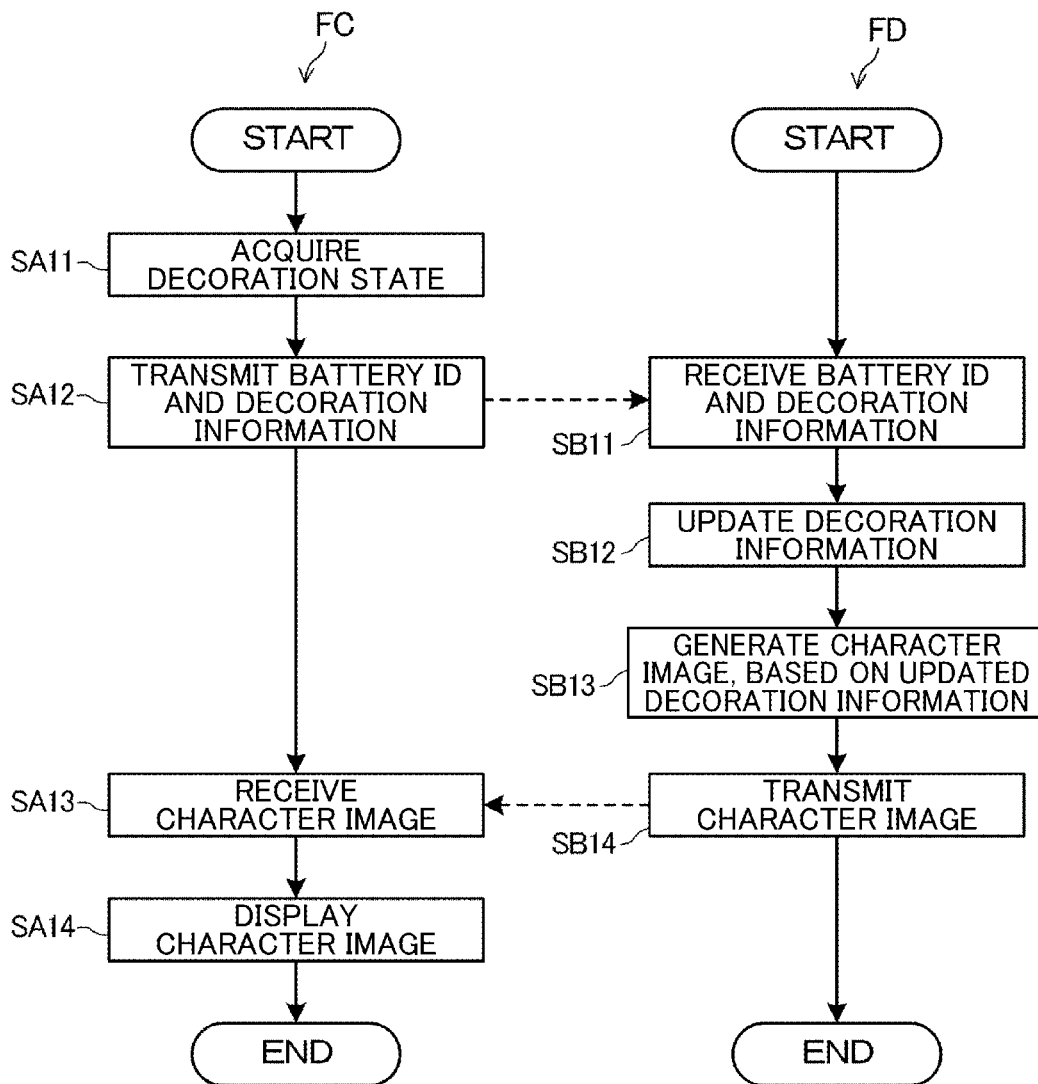 FC
FD
START
START
SA11
ACQUIRE
DECORATION STATE
SA12
TRANSMIT BATTERY ID
AND DECORATION
INFORMATION
RECEIVE BATTERY ID
AND DECORATION
INFORMATION
SB11
UPDATE DECORATION
INFORMATION
SB12
GENERATE CHARACTER
IMAGE, BASED ON UPDATED
DECORATION INFORMATION
SB13
SA13
RECEIVE
CHARACTER IMAGE
TRANSMIT
CHARACTER IMAGE
SB14
SA14
DISPLAY
CHARACTER IMAGE
END
END